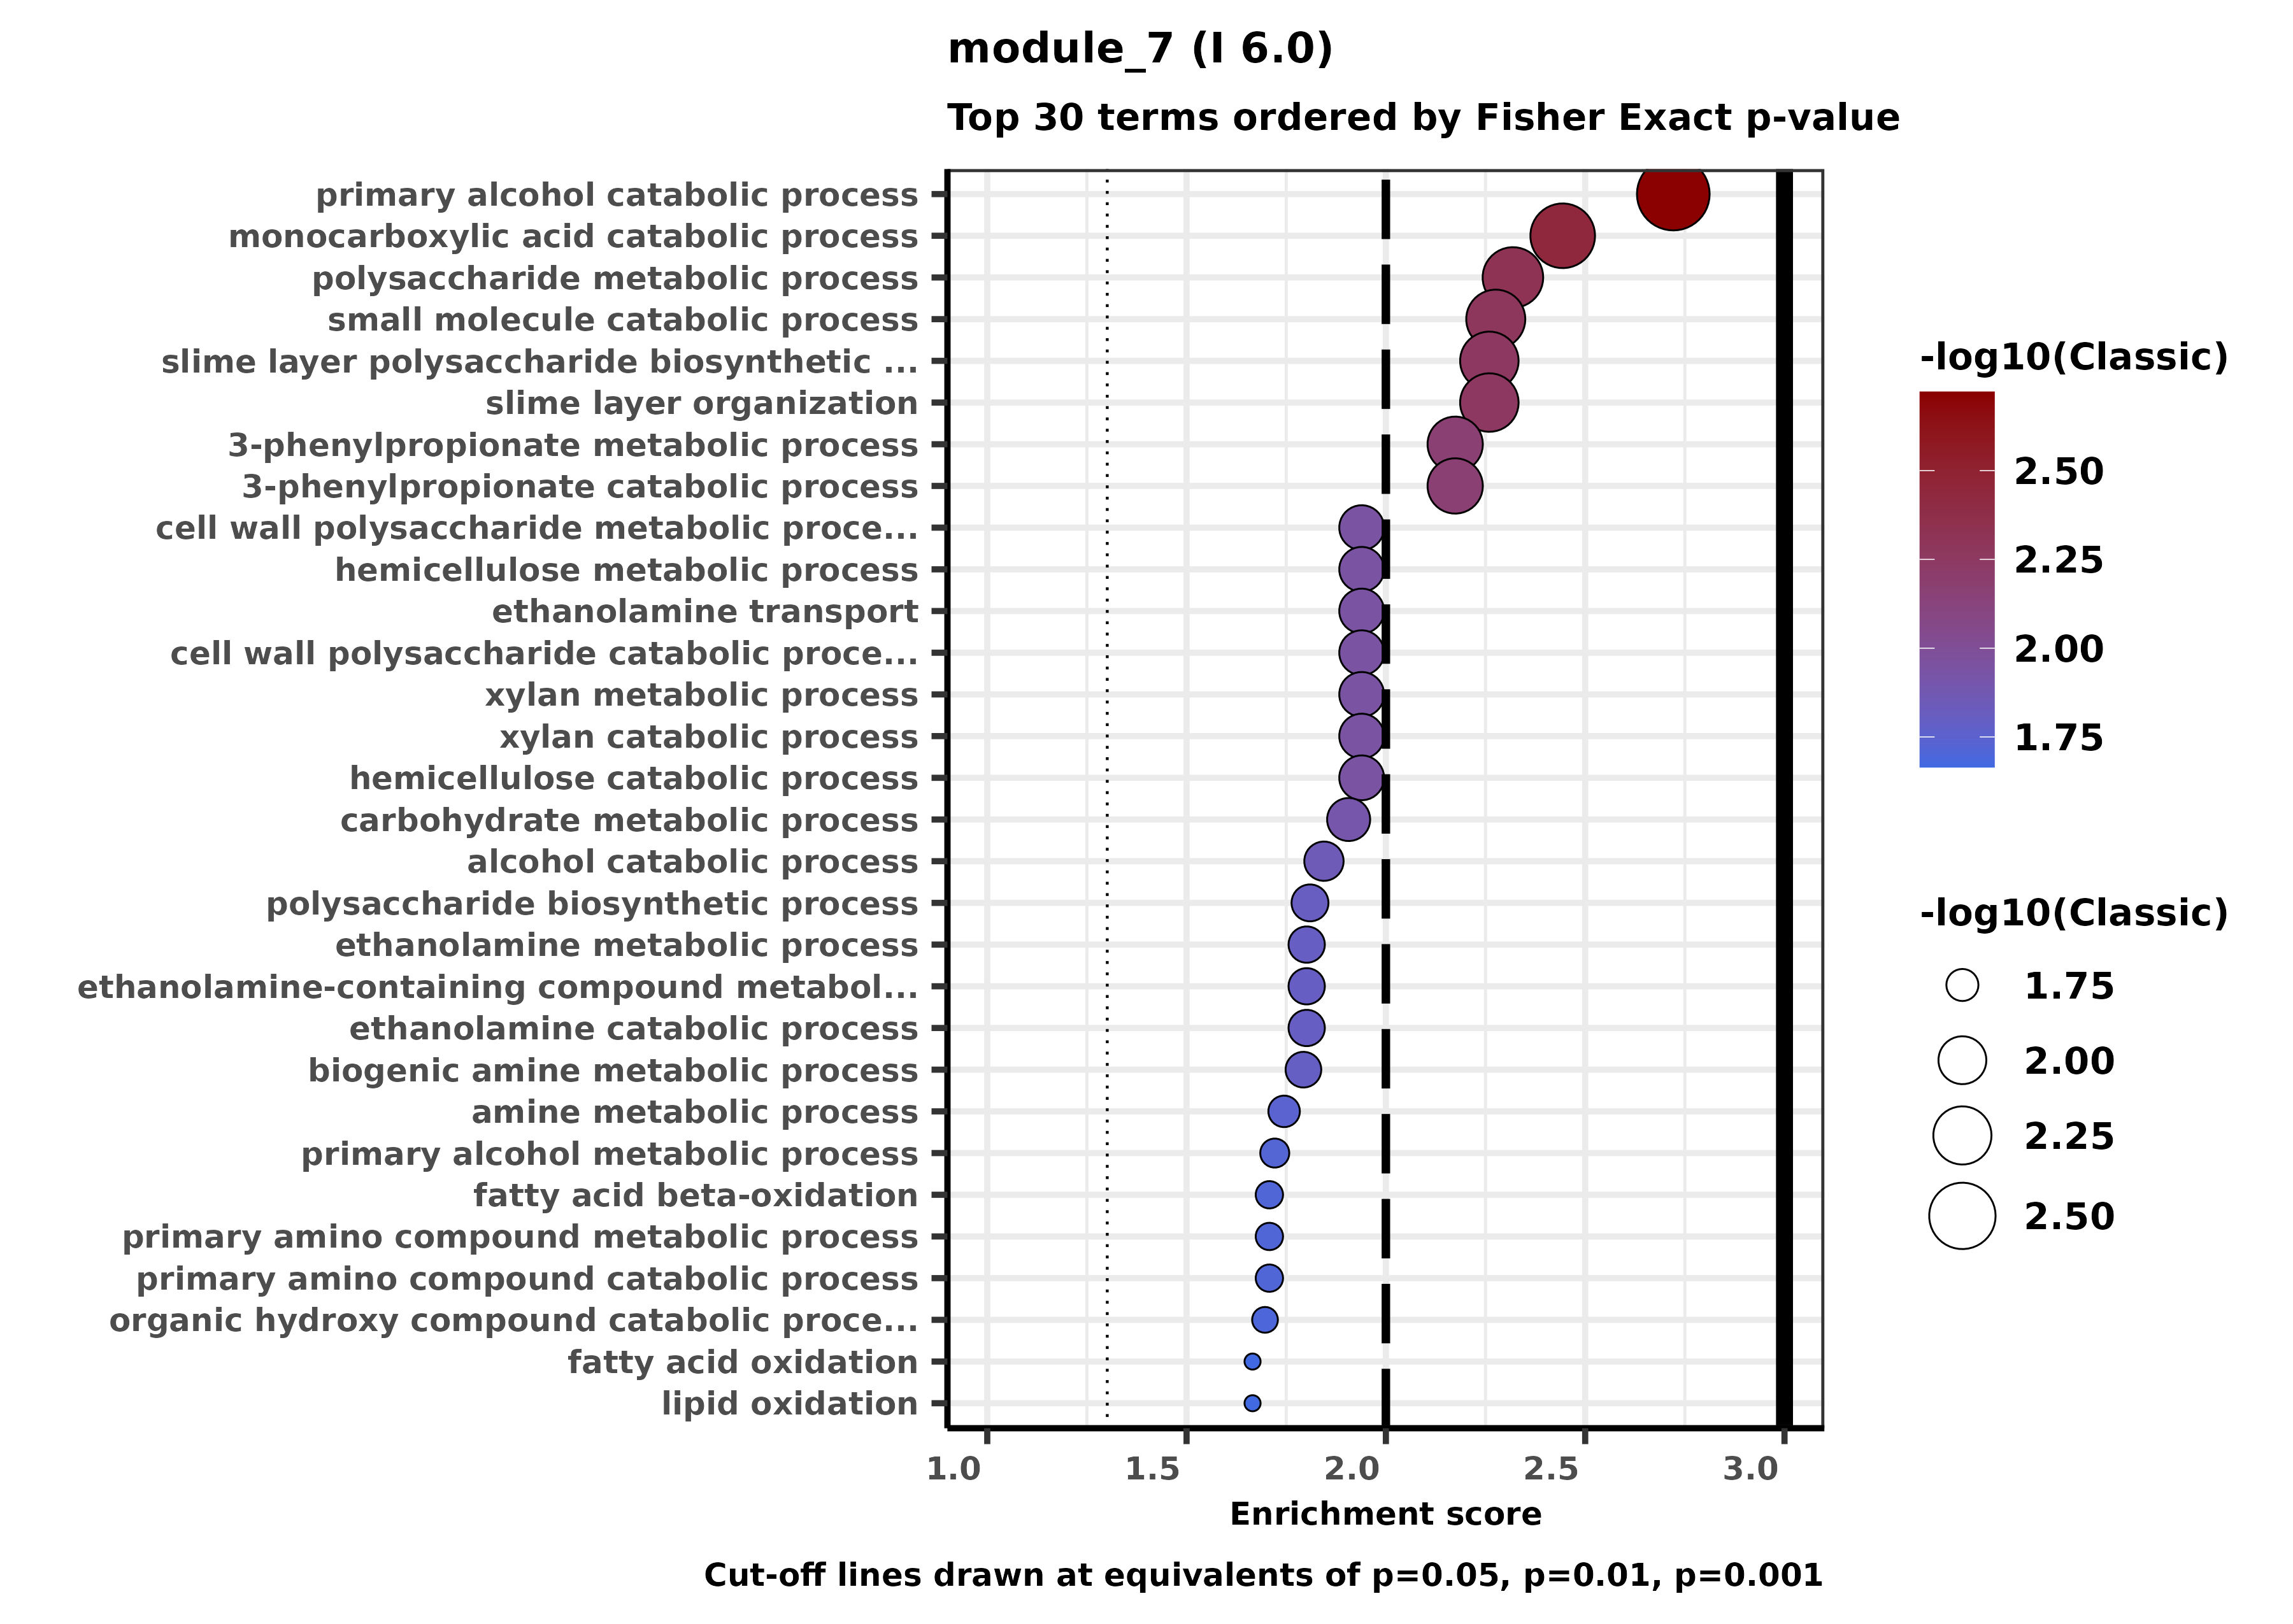 module_7 (I 6.0)
Top 30 terms ordered by Fisher Exact p-value
primary alcohol catabolic process
monocarboxylic acid catabolic process
polysaccharide metabolic process
small molecule catabolic process
slime layer polysaccharide biosynthetic ...
slime layer organization
3-phenylpropionate metabolic process
3-phenylpropionate catabolic process
cell wall polysaccharide metabolic proce...
hemicellulose metabolic process
ethanolamine transport
cell wall polysaccharide catabolic proce...
xylan metabolic process
xylan catabolic process
hemicellulose catabolic process
carbohydrate metabolic process
alcohol catabolic process
polysaccharide biosynthetic process
ethanolamine metabolic process
ethanolamine-containing compound metabol...
ethanolamine catabolic process
biogenic amine metabolic process
amine metabolic process
primary alcohol metabolic process
fatty acid beta-oxidation
primary amino compound metabolic process
primary amino compound catabolic process
organic hydroxy compound catabolic proce...
fatty acid oxidation
lipid oxidation
1.0 1.5 2.0 2.5 3.0
Enrichment score
Cut-off lines drawn at equivalents of p=0.05, p=0.01, p=0.001
-log10(Classic)
2.50
2.25
2.00
1.75
-log10(Classic)
1.75
2.00
2.25
2.50